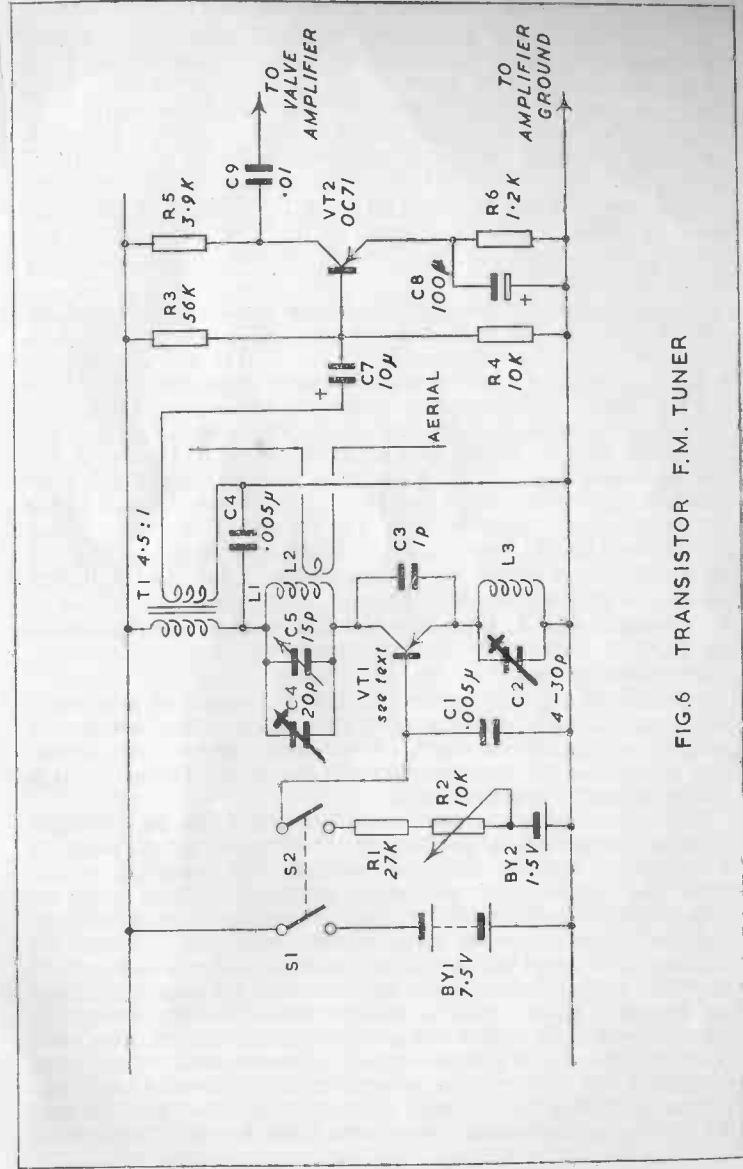 S1
BY1
7.5V
S2
R1
27K
R2
10K
BY2
1.5V
T1 4.5:1
C4
.005µ
L1
L2
C4
20p
C5
15p
VT1
see text
C3
1p
C1
.005µ
C2
4-30p
L3
AERIAL
R3
56K
+
C7
10µ
R4
10K
R5
3.9K
C9
.01
VT2
OC71
C8
100µ
+
R6
1.2K
TO
VALVE
AMPLIFIER
TO
AMPLIFIER
GROUND
FIG.6 TRANSISTOR F.M. TUNER